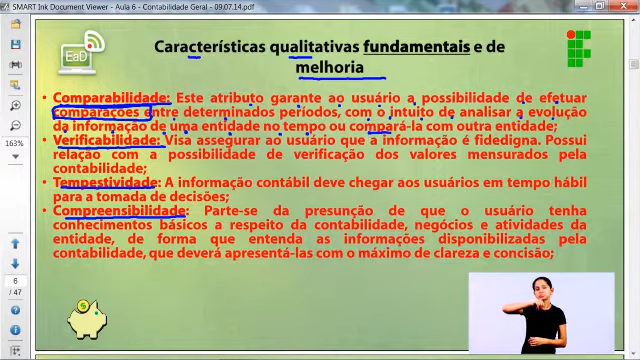 SMART Ink Document Viewer - Aula 6 – Contabilidade Geral – 09.07.14.pdf
EaD
Características qualitativas fundamentais e de
melhoria
• Comparabilidade: Este atributo garante ao usuário a possibilidade de efetuar
comparações entre determinados períodos, com o intuito de analisar a evolução
da informação de uma entidade no tempo ou compará-la com outra entidade;
• Verificabilidade: Visa assegurar ao usuário que a informação é fidedigna. Possui
relação com a possibilidade de verificação dos valores mensurados pela
contabilidade;
• Tempestividade: A informação contábil deve chegar aos usuários em tempo hábil
para a tomada de decisões;
• Compreensibilidade: Parte-se da presunção de que o usuário tenha
conhecimentos básicos a respeito da contabilidade, negócios e atividades da
entidade, de forma que entenda as informações disponibilizadas pela
contabilidade, que deverá apresentá-las com o máximo de clareza e concisão;
163%
6
/ 47
$